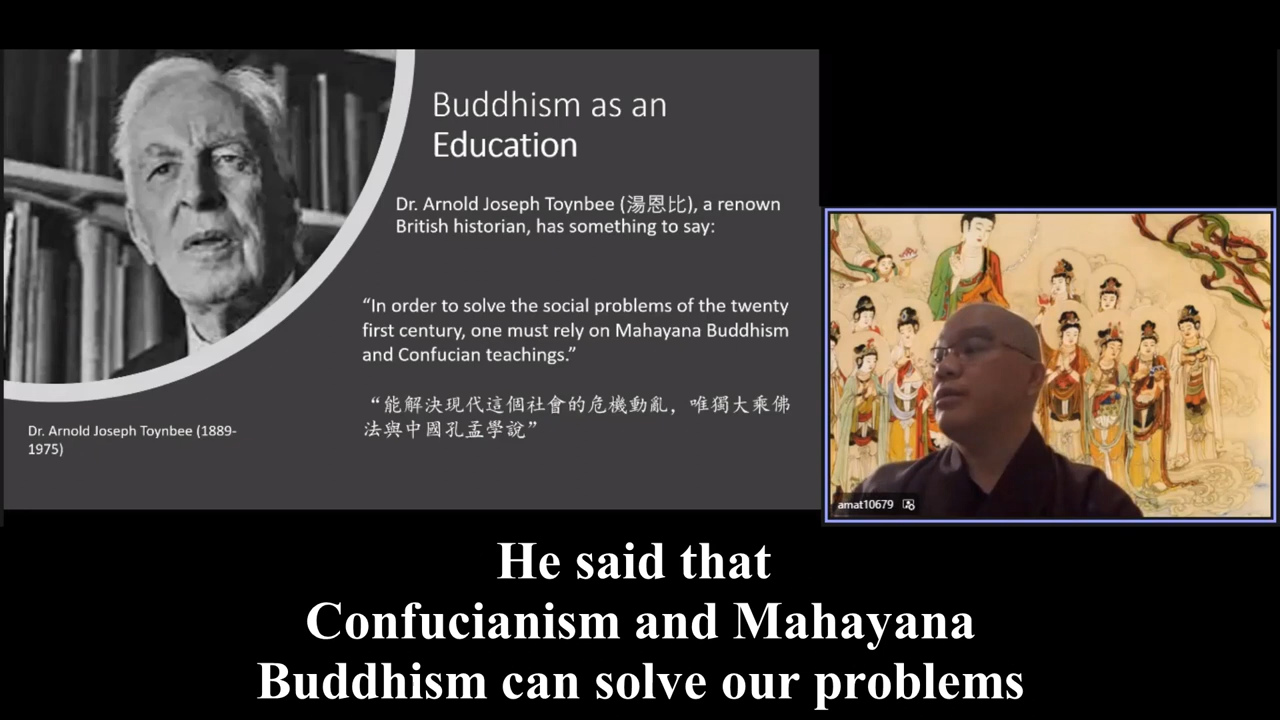 Buddhism as an
Education
Dr. Arnold Joseph Toynbee (湯恩比), a renown
British historian, has something to say:
“In order to solve the social problems of the twenty
first century, one must rely on Mahayana Buddhism
and Confucian teachings.”
“能解決現代這個社會的危機動亂，唯獨大乘佛
法與中國孔孟學說”
Dr. Arnold Joseph Toynbee (1889-
1975)
amat10679
He said that
Confucianism and Mahayana
Buddhism can solve our problems